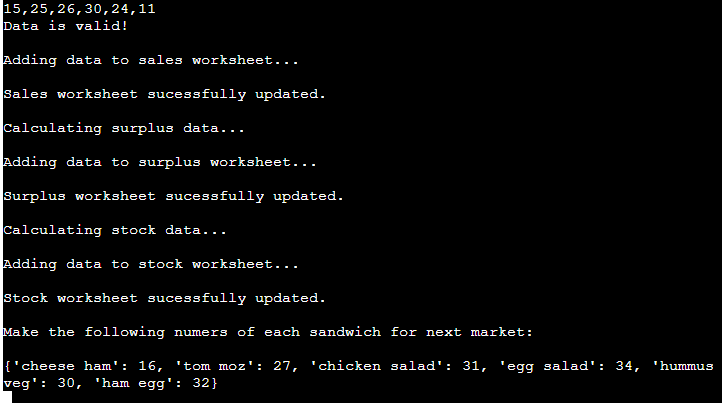 15,25,26,30,24,11
Data is valid!
Adding data to sales worksheet...
Sales worksheet sucessfully updated.
Calculating surplus data...
Adding data to surplus worksheet...
Surplus worksheet sucessfully updated.
Calculating stock data...
Adding data to stock worksheet...
Stock worksheet sucessfully updated.
Make the following numers of each sandwich for next market:
{'cheese ham': 16, 'tom moz': 27, 'chicken salad': 31, 'egg salad': 34, 'hummus
veg': 30, 'ham egg': 32}